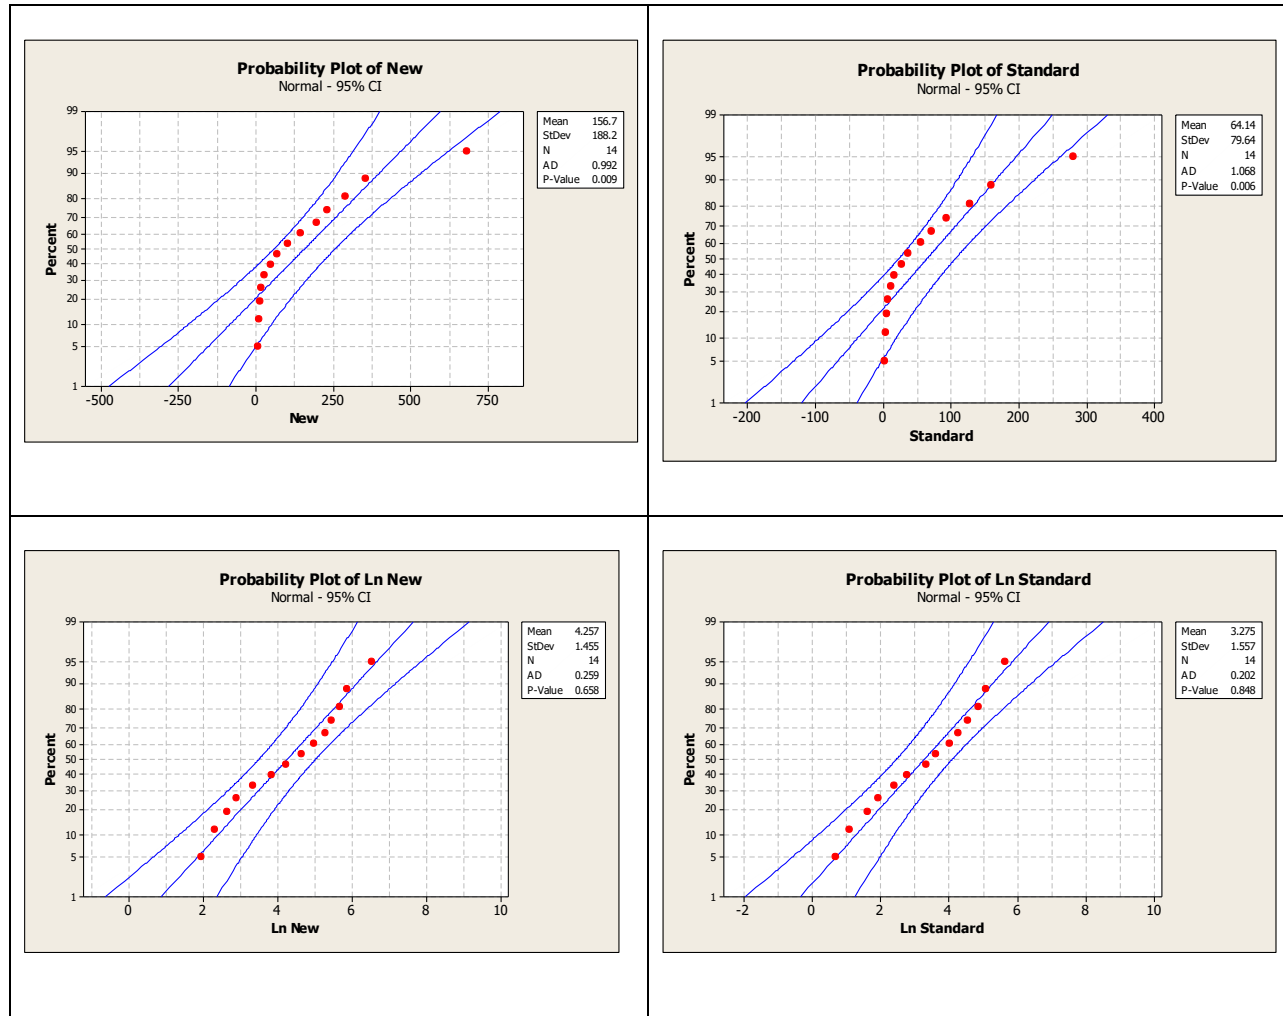 Probability Plot of New
Normal - 95% CI
99
95
90
80
70
60
50
40
30
20
10
5
1
Percent
-500 -250 0 250 500 750
New
Mean 156.7
StDev 188.2
N 14
AD 0.992
P-Value 0.009
Probability Plot of Standard
Normal - 95% CI
99
95
90
80
70
60
50
40
30
20
10
5
1
Percent
-200 -100 0 100 200 300 400
Standard
Mean 64.14
StDev 79.64
N 14
AD 1.068
P-Value 0.006
Probability Plot of Ln New
Normal - 95% CI
99
95
90
80
70
60
50
40
30
20
10
5
1
Percent
0 2 4 6 8 10
Ln New
Mean 4.257
StDev 1.455
N 14
AD 0.259
P-Value 0.658
Probability Plot of Ln Standard
Normal - 95% CI
99
95
90
80
70
60
50
40
30
20
10
5
1
Percent
-2 0 2 4 6 8 10
Ln Standard
Mean 3.275
StDev 1.557
N 14
AD 0.202
P-Value 0.848